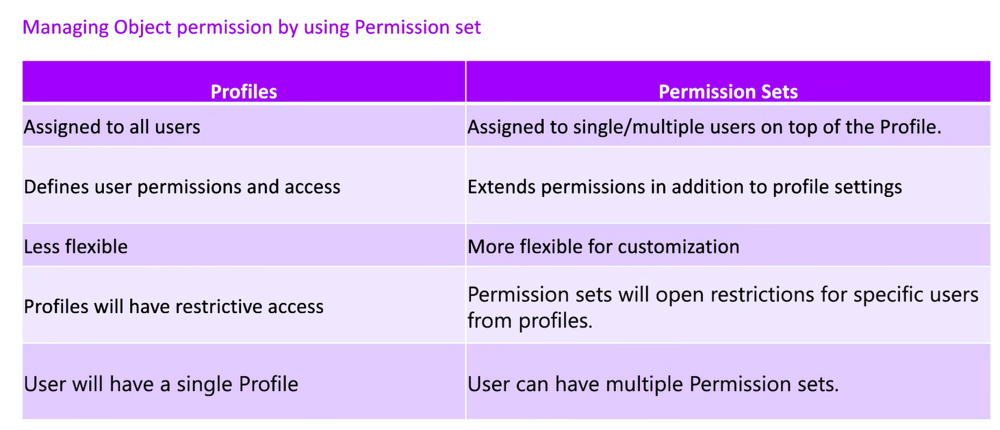 Managing Object permission by using Permission set
Profiles
Permission Sets
Assigned to all users
Assigned to single/multiple users on top of the Profile.
Defines user permissions and access
Extends permissions in addition to profile settings
Less flexible
More flexible for customization
Profiles will have restrictive access
Permission sets will open restrictions for specific users
from profiles.
User will have a single Profile
User can have multiple Permission sets.